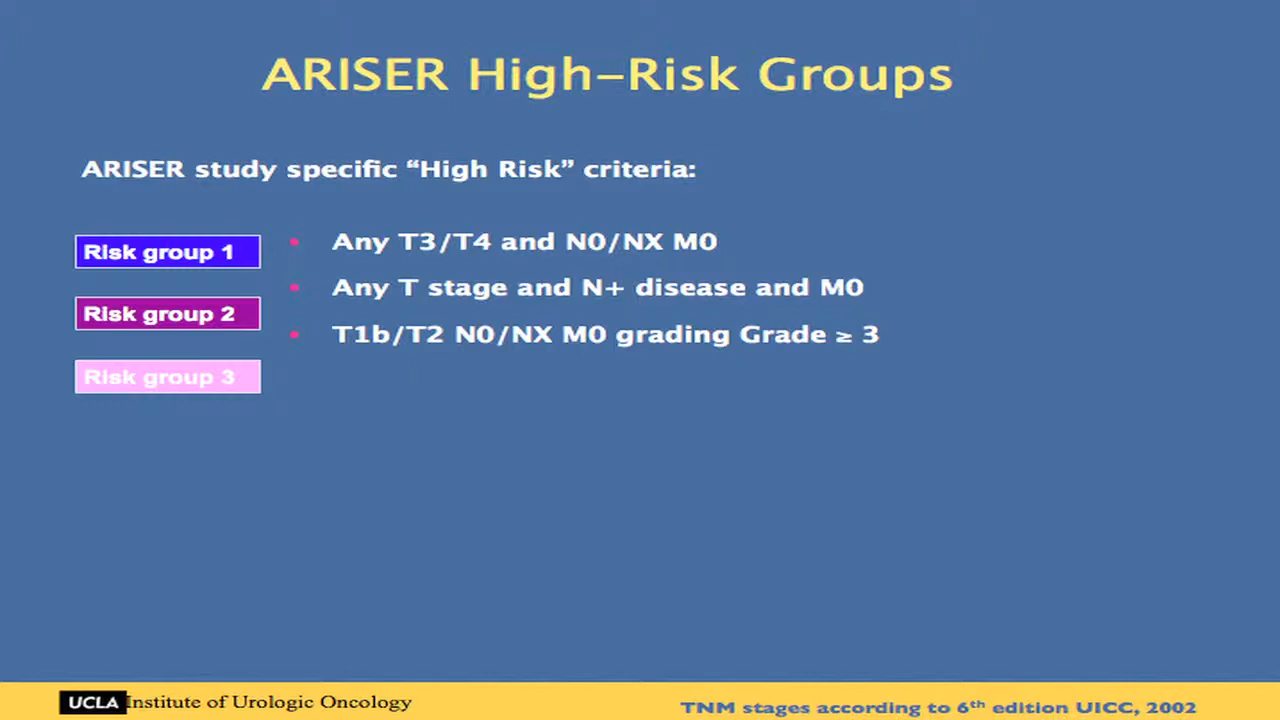 ARISER High–Risk Groups
ARISER study specific “High Risk” criteria:
Risk group 1
• Any T3/T4 and N0/NX M0
Risk group 2
• Any T stage and N+ disease and M0
Risk group 3
• T1b/T2 N0/NX M0 grading Grade ≥ 3
UCLA Institute of Urologic Oncology
TNM stages according to 6th edition UICC, 2002